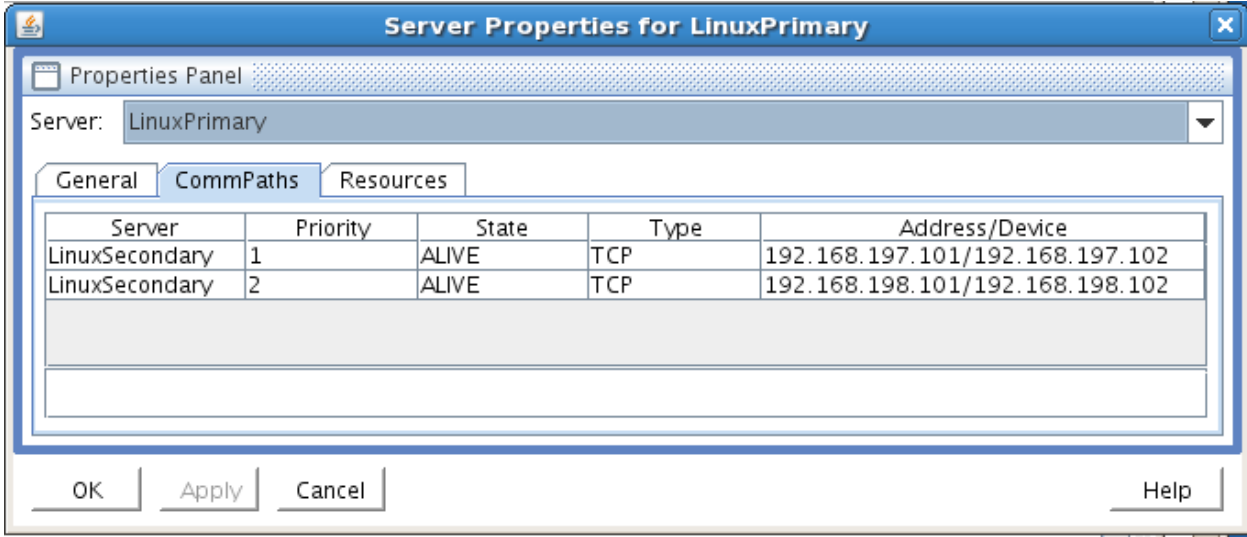 Server Properties for LinuxPrimary
Properties Panel
Server: LinuxPrimary
General CommPaths Resources
Server Priority State Type Address/Device
LinuxSecondary 1 ALIVE TCP 192.168.197.101/192.168.197.102
LinuxSecondary 2 ALIVE TCP 192.168.198.101/192.168.198.102
OK Apply Cancel Help